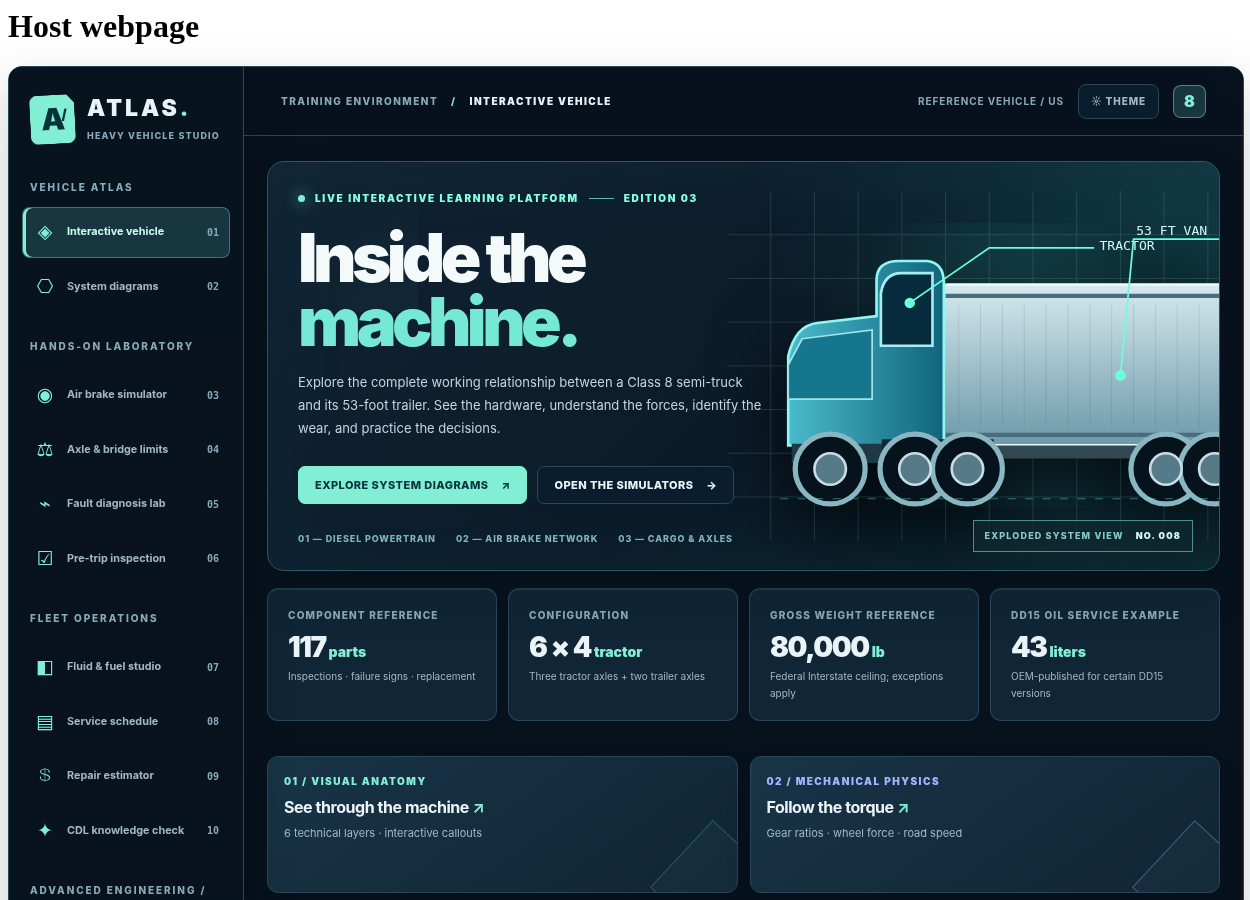 Host webpage
A/
ATLAS.
HEAVY VEHICLE STUDIO
VEHICLE ATLAS
Interactive vehicle 01
System diagrams 02
HANDS-ON LABORATORY
Air brake simulator 03
Axle & bridge limits 04
Fault diagnosis lab 05
Pre-trip inspection 06
FLEET OPERATIONS
Fluid & fuel studio 07
Service schedule 08
$ Repair estimator 09
CDL knowledge check 10
ADVANCED ENGINEERING /
TRAINING ENVIRONMENT / INTERACTIVE VEHICLE
REFERENCE VEHICLE / US
THEME
8
LIVE INTERACTIVE LEARNING PLATFORM — EDITION 03
Inside the
machine.
Explore the complete working relationship between a Class 8 semi-truck
and its 53-foot trailer. See the hardware, understand the forces, identify the
wear, and practice the decisions.
EXPLORE SYSTEM DIAGRAMS ↗
OPEN THE SIMULATORS →
01 — DIESEL POWERTRAIN 02 — AIR BRAKE NETWORK 03 — CARGO & AXLES
53 FT VAN
TRACTOR
EXPLODED SYSTEM VIEW NO. 008
COMPONENT REFERENCE
117 parts
Inspections · failure signs · replacement
CONFIGURATION
6 × 4 tractor
Three tractor axles + two trailer axles
GROSS WEIGHT REFERENCE
80,000 lb
Federal Interstate ceiling; exceptions
apply
DD15 OIL SERVICE EXAMPLE
43 liters
OEM-published for certain DD15
versions
01 / VISUAL ANATOMY
See through the machine ↗
6 technical layers · interactive callouts
02 / MECHANICAL PHYSICS
Follow the torque ↗
Gear ratios · wheel force · road speed